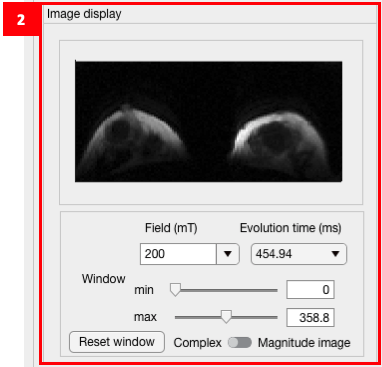 2
Image display
Field (mT) Evolution time (ms)
200 454.94
Window
min 0
max 358.8
Reset window Complex Magnitude image